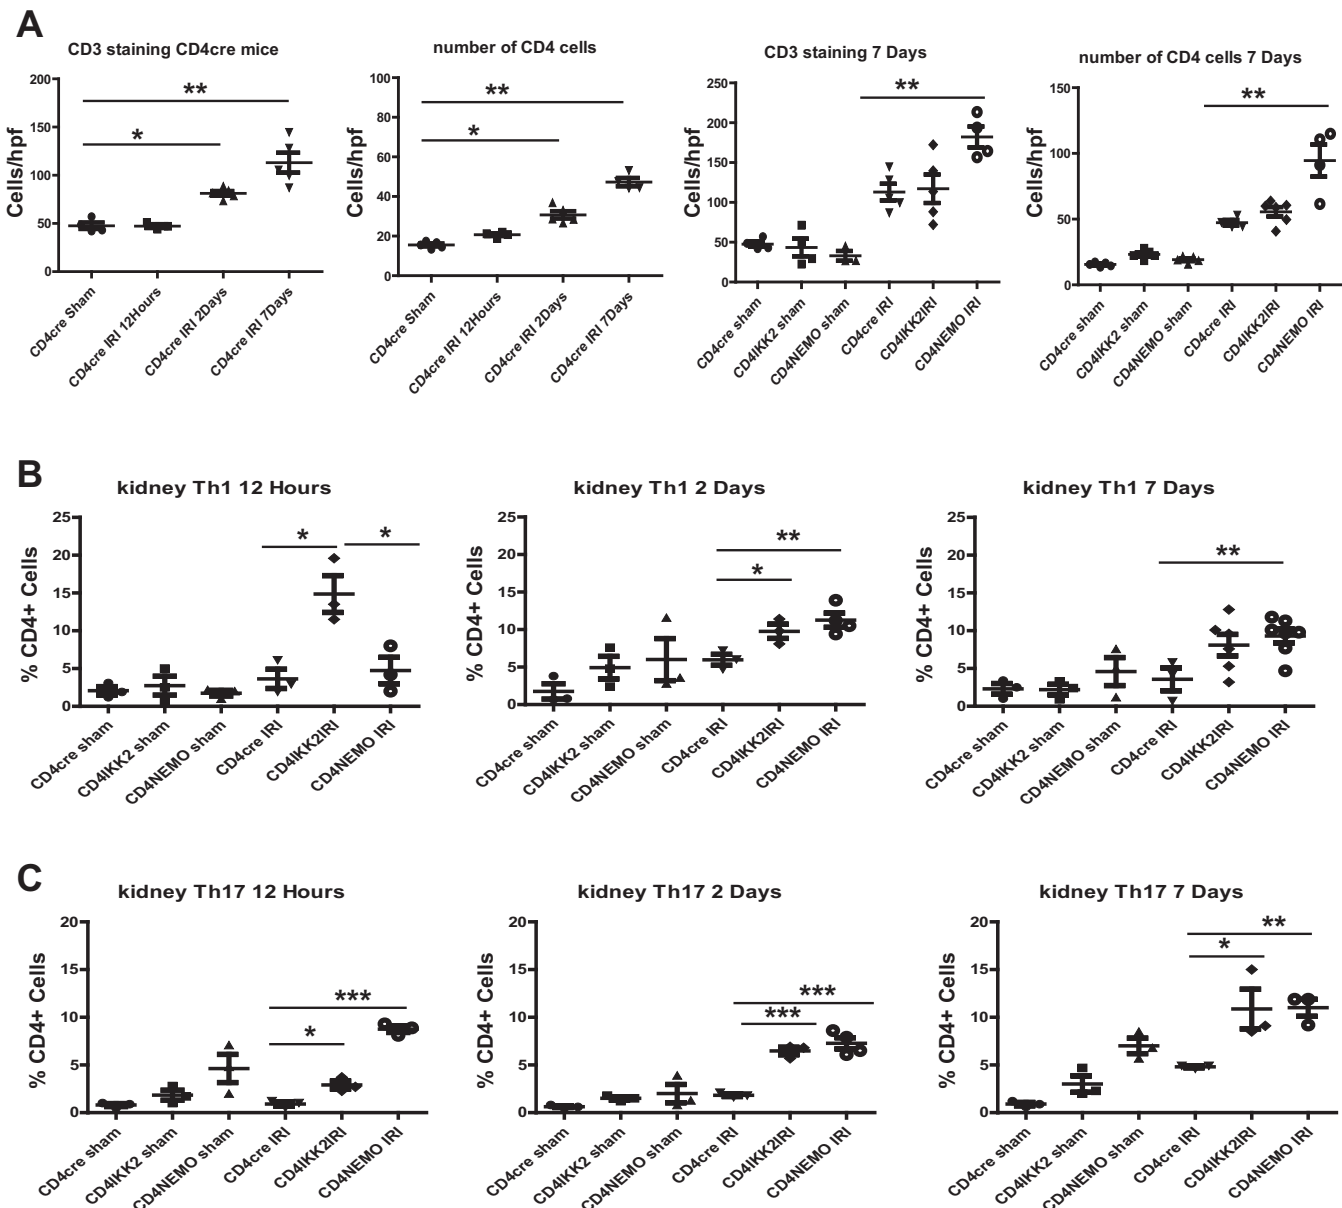 A
CD3 staining CD4cre mice
Cells/hpf
200
150
100
50
0
**
*
CD4cre Sham
CD4cre IRI 12Hours
CD4cre IRI 2Days
CD4cre IRI 7Days
number of CD4 cells
Cells/hpf
100
80
60
40
20
0
**
*
CD4cre Sham
CD4cre IRI 12Hours
CD4cre IRI 2Days
CD4cre IRI 7Days
CD3 staining 7 Days
Cells/hpf
250
200
150
100
50
0
**
CD4cre sham
CD4IKK2 sham
CD4NEMO sham
CD4cre IRI
CD4IKK2IRI
CD4NEMO IRI
number of CD4 cells 7 Days
Cells/hpf
150
100
50
0
**
CD4cre sham
CD4IKK2 sham
CD4NEMO sham
CD4cre IRI
CD4IKK2IRI
CD4NEMO IRI
B
kidney Th1 12 Hours
% CD4+ Cells
25
20
15
10
5
0
*
*
CD4cre sham
CD4IKK2 sham
CD4NEMO sham
CD4cre IRI
CD4IKK2IRI
CD4NEMO IRI
kidney Th1 2 Days
% CD4+ Cells
25
20
15
10
5
0
**
*
CD4cre sham
CD4IKK2 sham
CD4NEMO sham
CD4cre IRI
CD4IKK2IRI
CD4NEMO IRI
kidney Th1 7 Days
% CD4+ Cells
25
20
15
10
5
0
**
CD4cre sham
CD4IKK2 sham
CD4NEMO sham
CD4cre IRI
CD4IKK2IRI
CD4NEMO IRI
C
kidney Th17 12 Hours
% CD4+ Cells
20
15
10
5
0
***
*
CD4cre sham
CD4IKK2 sham
CD4NEMO sham
CD4cre IRI
CD4IKK2IRI
CD4NEMO IRI
kidney Th17 2 Days
% CD4+ Cells
20
15
10
5
0
***
***
CD4cre sham
CD4IKK2 sham
CD4NEMO sham
CD4cre IRI
CD4IKK2IRI
CD4NEMO IRI
kidney Th17 7 Days
% CD4+ Cells
20
15
10
5
0
**
*
CD4cre sham
CD4IKK2 sham
CD4NEMO sham
CD4cre IRI
CD4IKK2IRI
CD4NEMO IRI